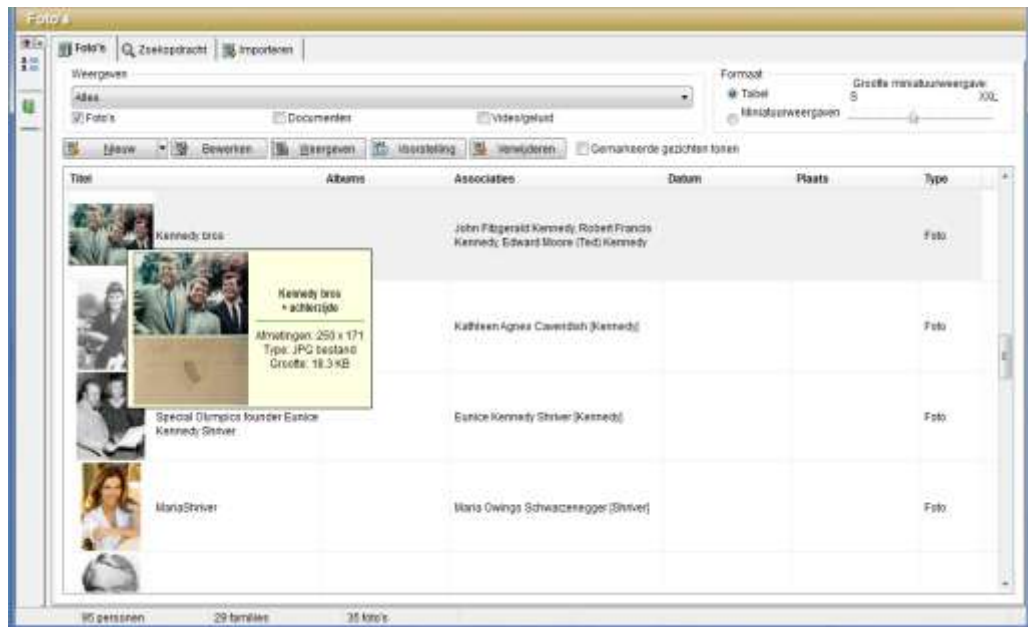 Foto's
Foto's Zoekopdracht Importeren
Weergeven
Alles
Foto's Documenten Video/geluid
Formaat
Tabel
Miniatuurweergaven
Grootte miniatuurweergave
S XXL
Nieuw Bewerken Weergeven Voorstelling Verwijderen Gemarkeerde gezichten tonen
Titel Albums Associaties Datum Plaats Type
Kennedy bros
John Fitzgerald Kennedy, Robert Francis
Kennedy, Edward Moore (Ted) Kennedy
Foto
Kennedy bros
+ achterzijde
Afmetingen: 250 x 171
Type: JPG bestand
Grootte: 18.3 KB
Kathleen Agnes Cavendish [Kennedy]
Foto
Special Olympics founder Eunice
Kennedy Shriver
Eunice Kennedy Shriver [Kennedy]
Foto
MariaShriver
Maria Owings Schwarzenegger [Shriver]
Foto
95 personen 29 families 35 foto's